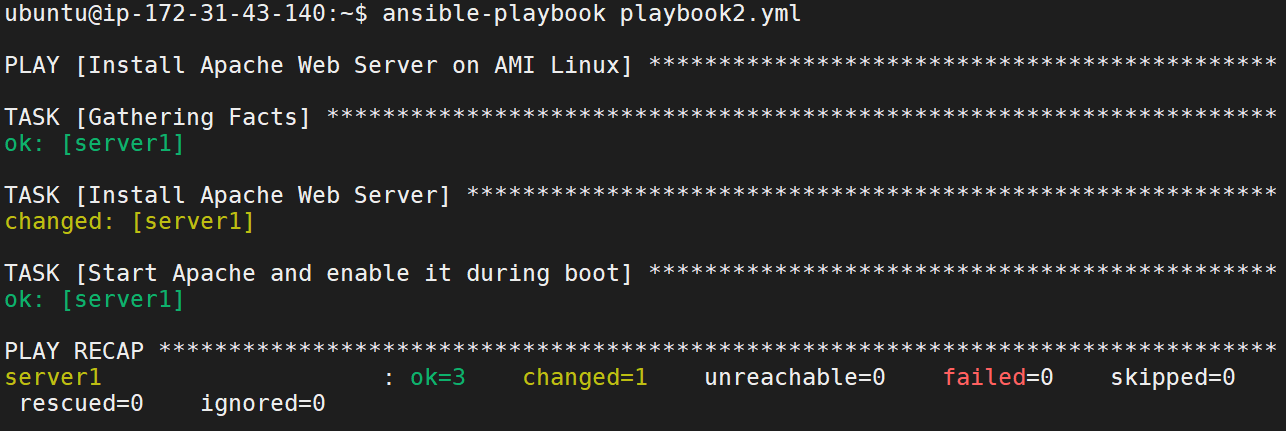 ubuntu@ip-172-31-43-140:~$ ansible-playbook playbook2.yml
PLAY [Install Apache Web Server on AMI Linux] *********************************************
TASK [Gathering Facts] ********************************************************************
ok: [server1]
TASK [Install Apache Web Server] **********************************************************
changed: [server1]
TASK [Start Apache and enable it during boot] *********************************************
ok: [server1]
PLAY RECAP ********************************************************************************
server1                    : ok=3    changed=1    unreachable=0    failed=0    skipped=0
 rescued=0    ignored=0